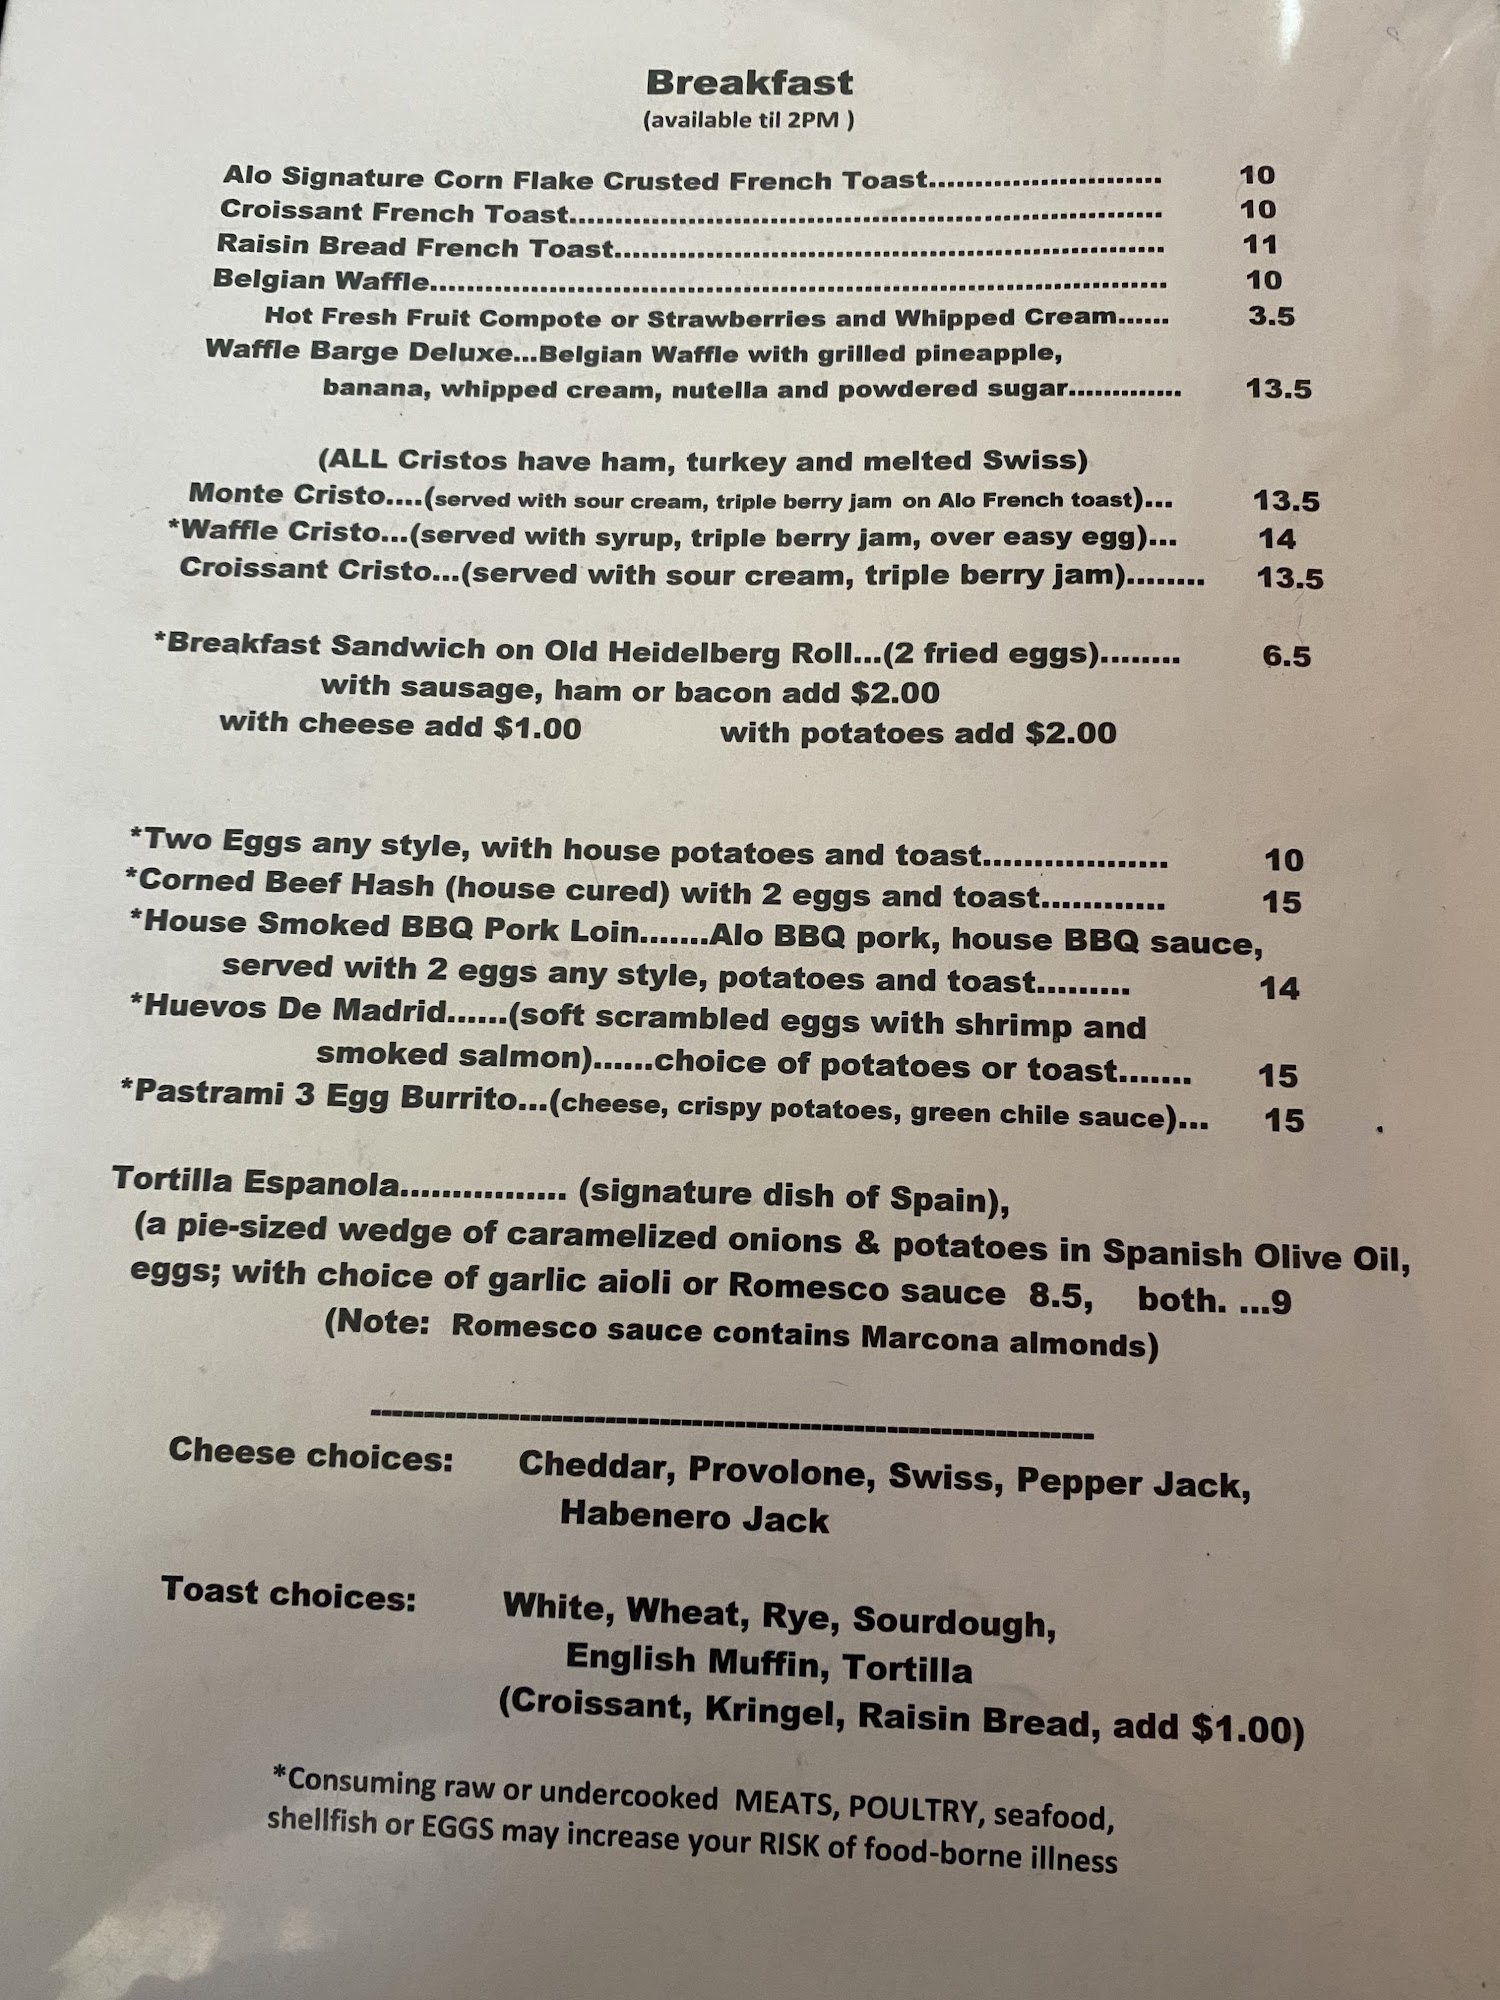 Breakfast
(available til 2PM )
Alo Signature Corn Flake Crusted French Toast......................... 10
Croissant French Toast................................................................ 10
Raisin Bread French Toast............................................................ 11
Belgian Waffle................................................................................ 10
Hot Fresh Fruit Compote or Strawberries and Whipped Cream...... 3.5
Waffle Barge Deluxe...Belgian Waffle with grilled pineapple,
banana, whipped cream, nutella and powdered sugar............. 13.5
(ALL Cristos have ham, turkey and melted Swiss)
Monte Cristo....(served with sour cream, triple berry jam on Alo French toast)... 13.5
*Waffle Cristo...(served with syrup, triple berry jam, over easy egg)... 14
Croissant Cristo...(served with sour cream, triple berry jam)........ 13.5
*Breakfast Sandwich on Old Heidelberg Roll...(2 fried eggs)........ 6.5
with sausage, ham or bacon add $2.00
with cheese add $1.00 with potatoes add $2.00
*Two Eggs any style, with house potatoes and toast.................. 10
*Corned Beef Hash (house cured) with 2 eggs and toast............ 15
*House Smoked BBQ Pork Loin.......Alo BBQ pork, house BBQ sauce,
served with 2 eggs any style, potatoes and toast......... 14
*Huevos De Madrid......(soft scrambled eggs with shrimp and
smoked salmon)......choice of potatoes or toast....... 15
*Pastrami 3 Egg Burrito...(cheese, crispy potatoes, green chile sauce)... 15
Tortilla Espanola................ (signature dish of Spain),
(a pie-sized wedge of caramelized onions & potatoes in Spanish Olive Oil,
eggs; with choice of garlic aioli or Romesco sauce 8.5, both. ...9
(Note: Romesco sauce contains Marcona almonds)
----------------------------------------------------------------------
Cheese choices: Cheddar, Provolone, Swiss, Pepper Jack,
Habenero Jack
Toast choices: White, Wheat, Rye, Sourdough,
English Muffin, Tortilla
(Croissant, Kringel, Raisin Bread, add $1.00)
*Consuming raw or undercooked MEATS, POULTRY, seafood,
shellfish or EGGS may increase your RISK of food-borne illness